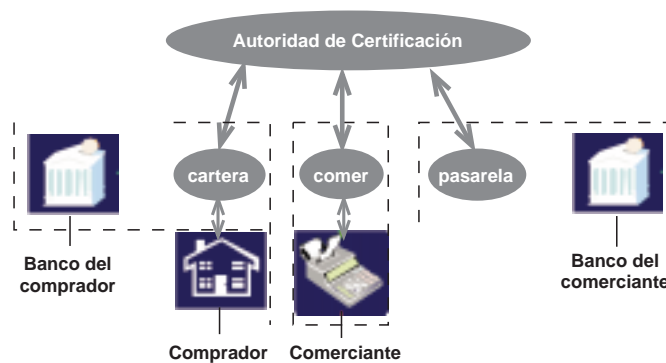 Autoridad de Certificación
cartera
comer
pasarela
Banco del
comprador
Banco del
comerciante
Comprador
Comerciante